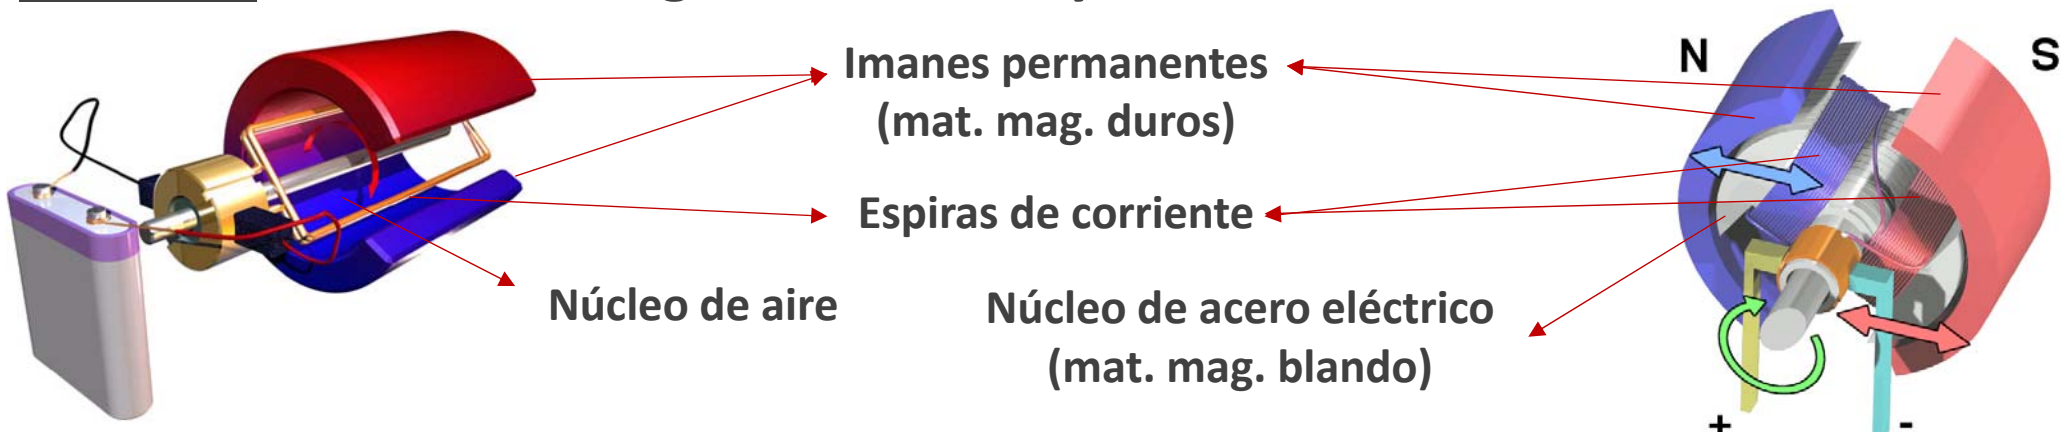 Imanes permanentes
(mat. mag. duros)
N
S
Espiras de corriente
Núcleo de aire
Núcleo de acero eléctrico
(mat. mag. blando)
+
-